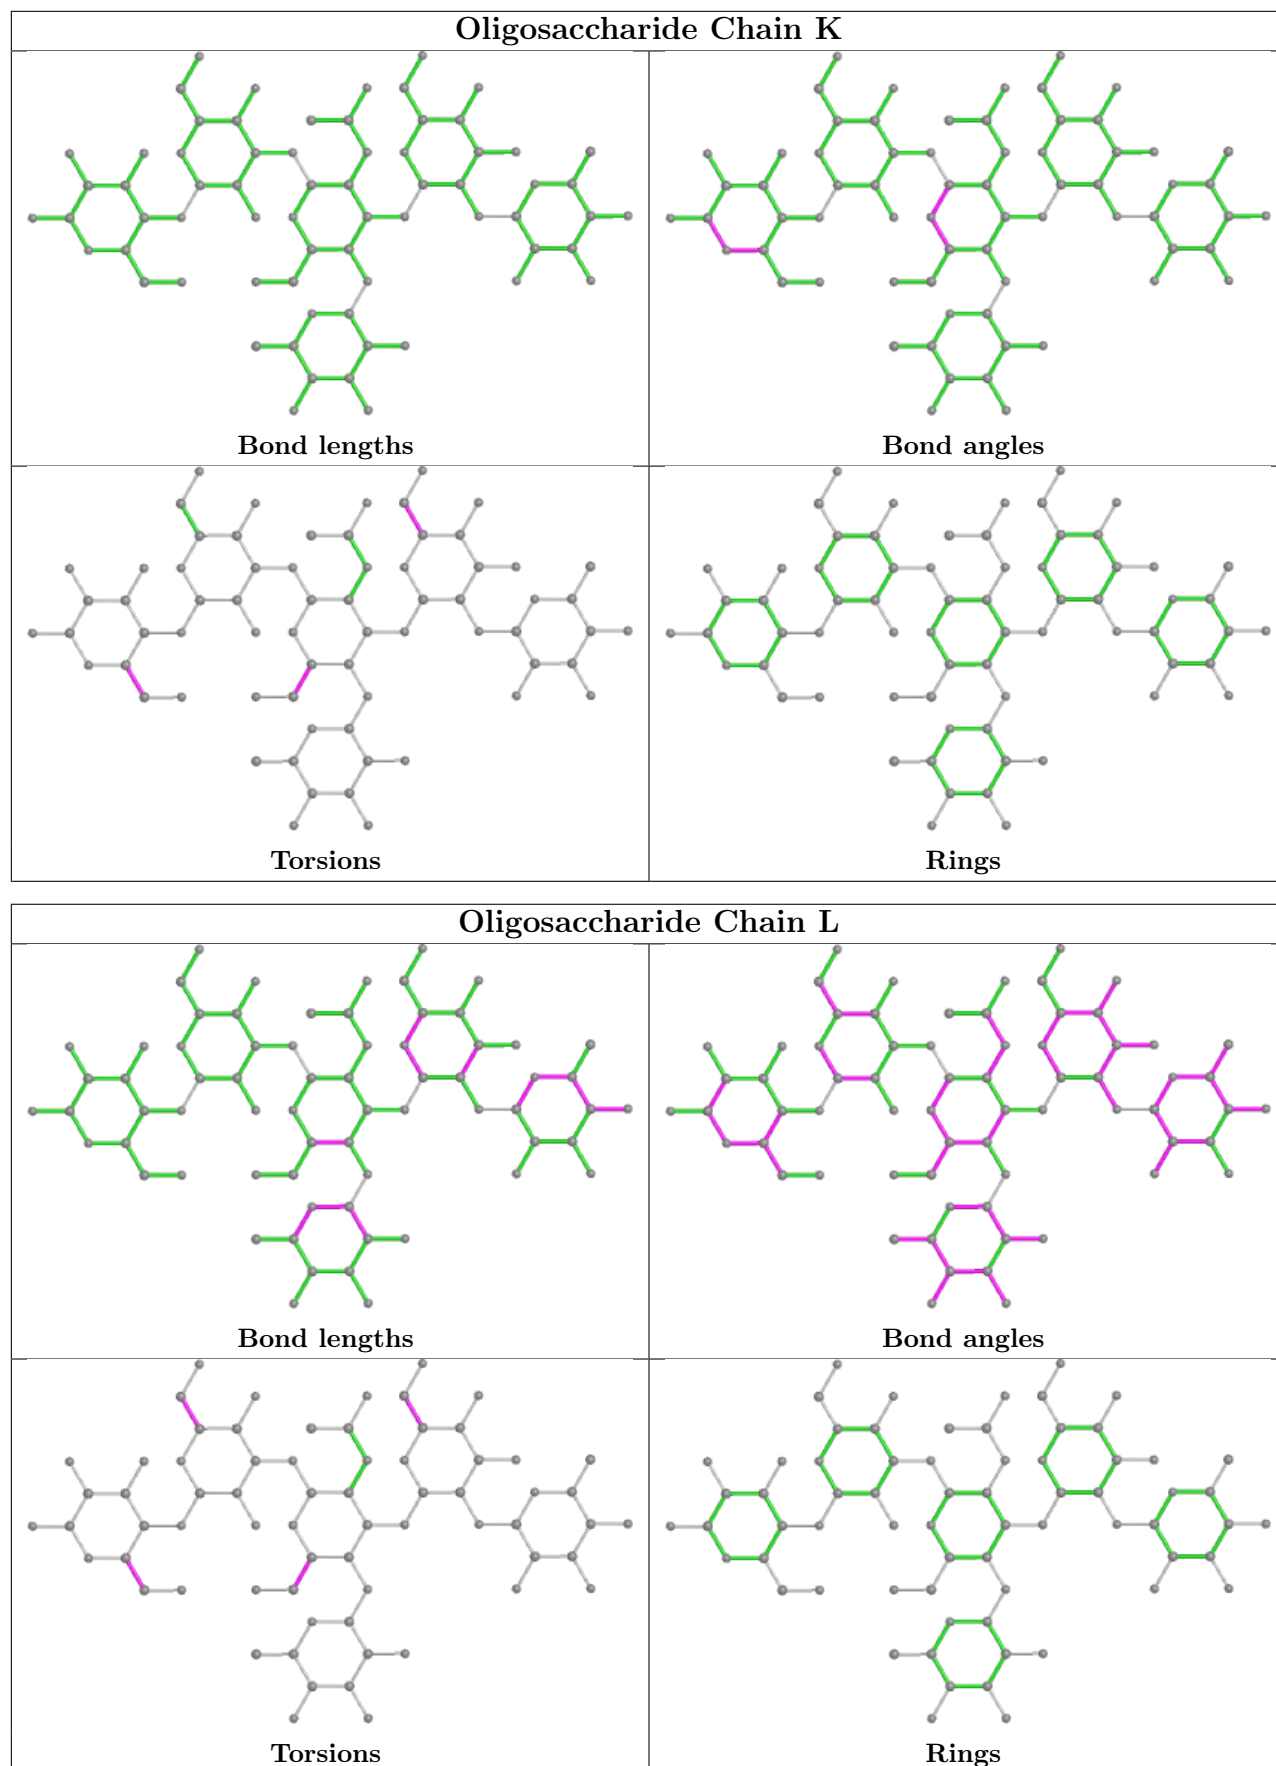 Oligosaccharide Chain K
Bond lengths
Bond angles
Torsions
Rings
Oligosaccharide Chain L
Bond lengths
Bond angles
Torsions
Rings